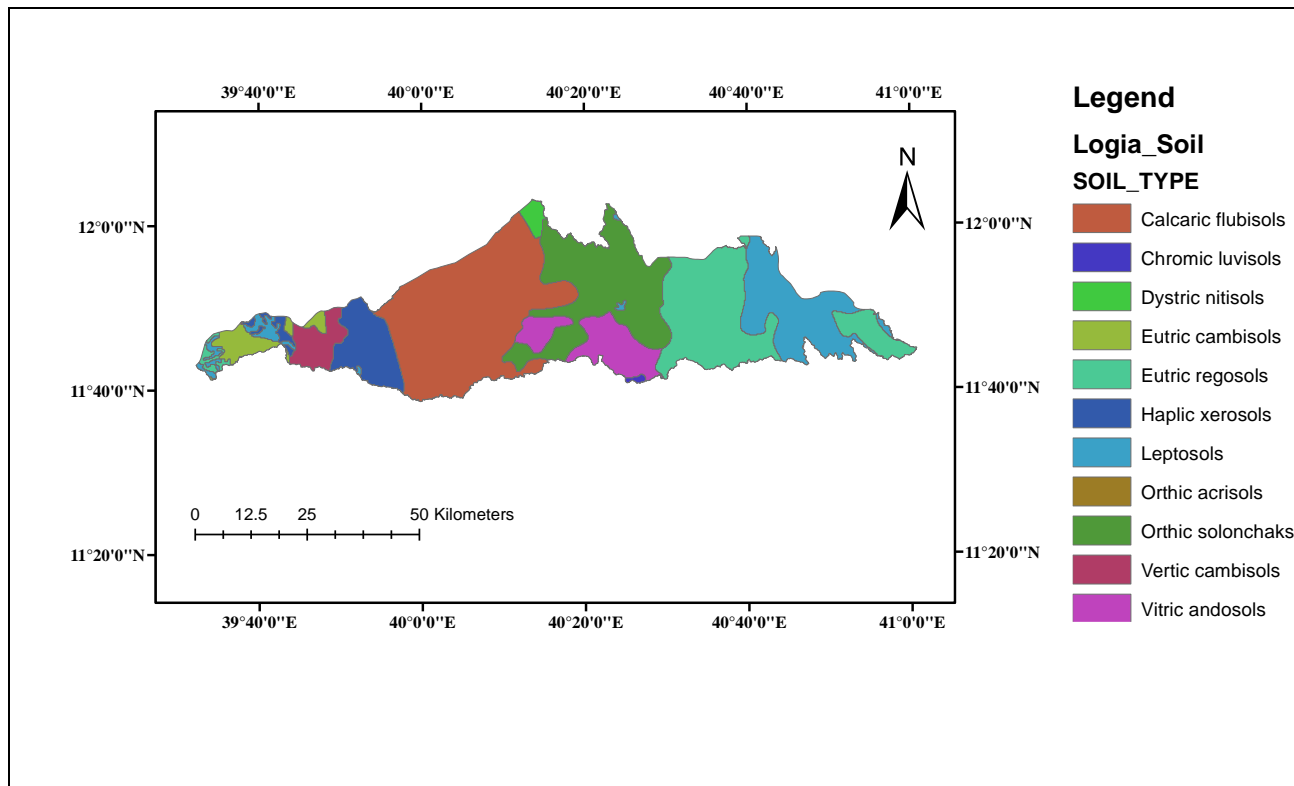 39°40'0"E 40°0'0"E 40°20'0"E 40°40'0"E 41°0'0"E
Legend
Logia_Soil
SOIL_TYPE
N
12°0'0"N 12°0'0"N
11°40'0"N 11°40'0"N
11°20'0"N 11°20'0"N
0 12.5 25 50 Kilometers
39°40'0"E 40°0'0"E 40°20'0"E 40°40'0"E 41°0'0"E
Calcaric flubisols
Chromic luvisols
Dystric nitisols
Eutric cambisols
Eutric regosols
Haplic xerosols
Leptosols
Orthic acrisols
Orthic solonchaks
Vertic cambisols
Vitric andosols